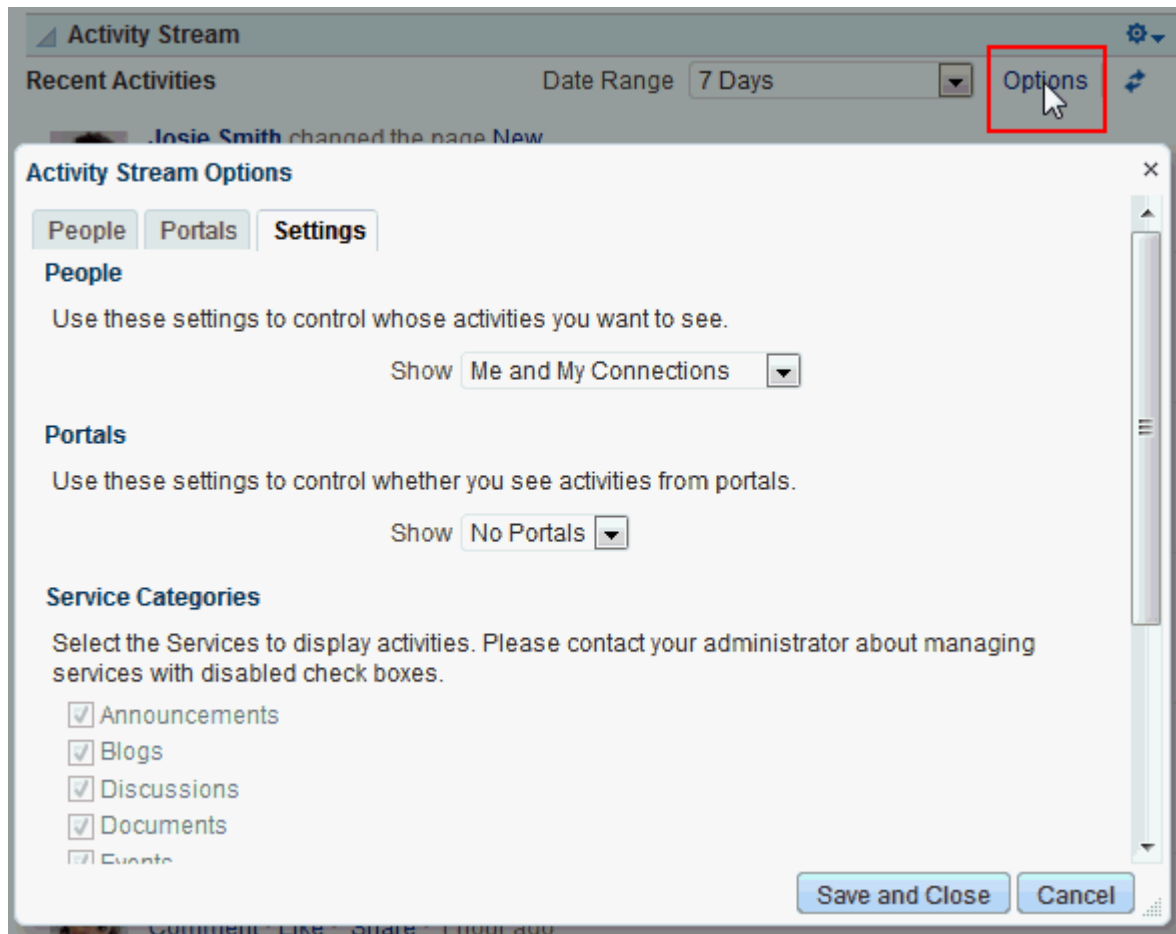 Activity Stream
Recent Activities Date Range 7 Days Options
Josie Smith changed the page New
Activity Stream Options
People Portals Settings
People
Use these settings to control whose activities you want to see.
Show Me and My Connections
Portals
Use these settings to control whether you see activities from portals.
Show No Portals
Service Categories
Select the Services to display activities. Please contact your administrator about managing
services with disabled check boxes.
Announcements
Blogs
Discussions
Documents
Events
Save and Close Cancel
Comment · Like · Share · 1 hour ago